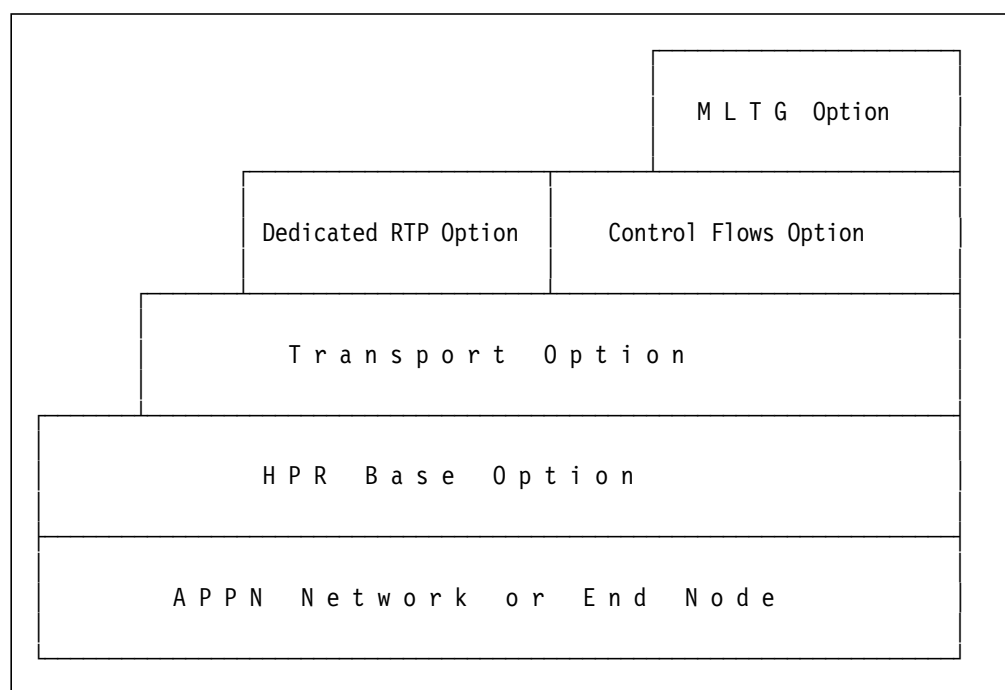 M L T G Option
Dedicated RTP Option Control Flows Option
T r a n s p o r t O p t i o n
H P R B a s e O p t i o n
A P P N N e t w o r k o r E n d N o d e